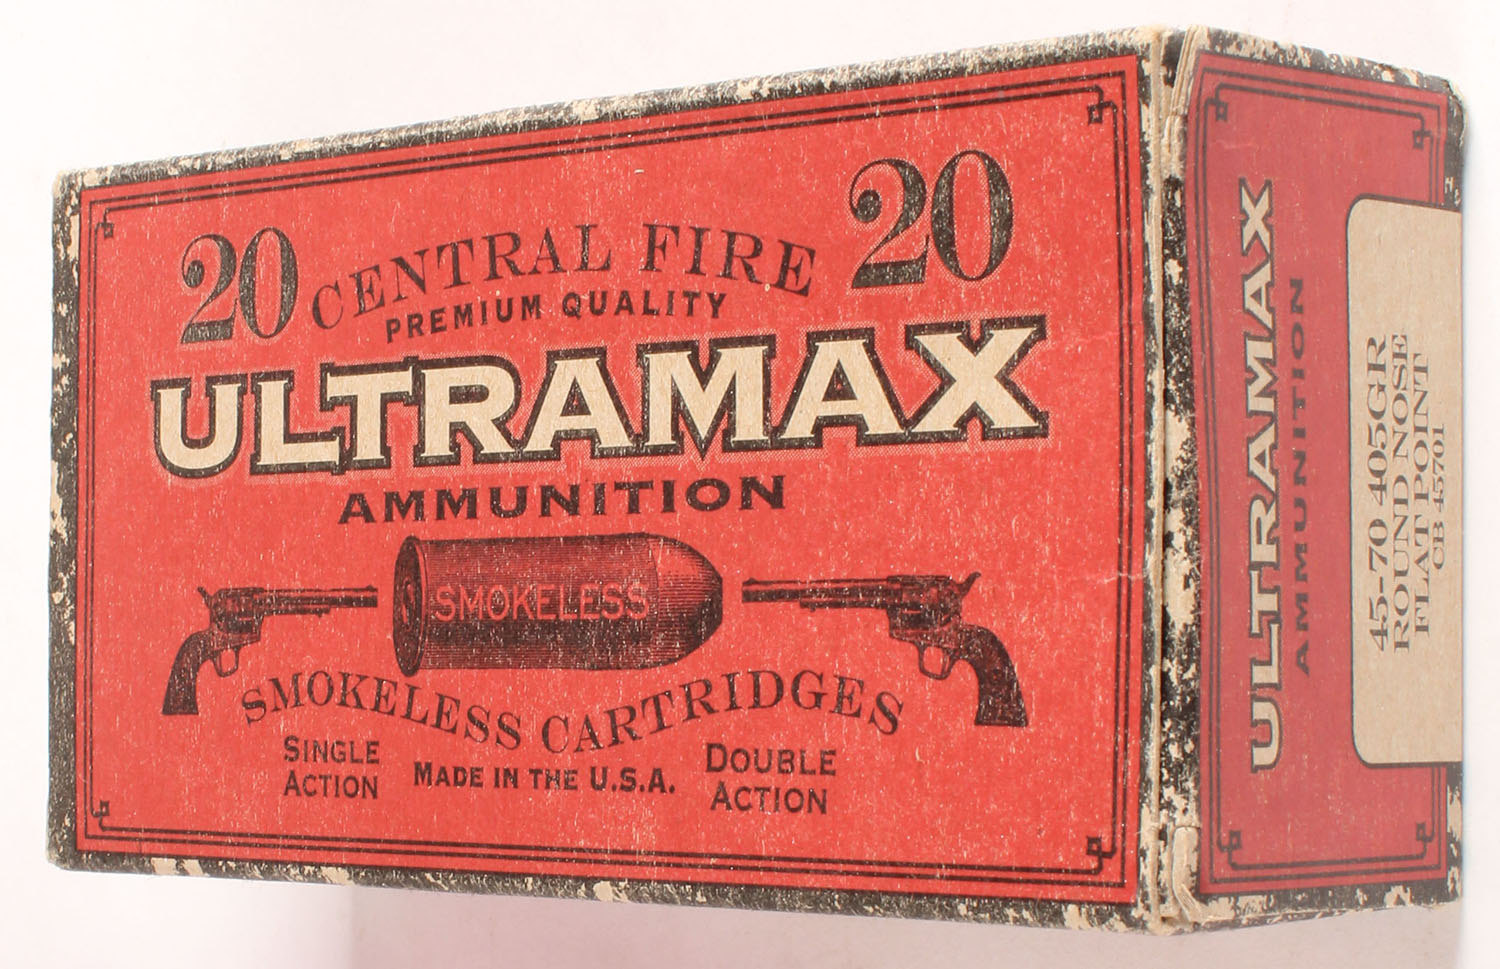 20 CENTRAL FIRE 20
PREMIUM QUALITY
ULTRAMAX
AMMUNITION
SMOKELESS
SMOKELESS CARTRIDGES
SINGLE ACTION
MADE IN THE U.S.A.
DOUBLE ACTION
ULTRAMAX
AMMUNITION
45-70 405GR
ROUND NOSE
FLAT POINT
CB 45701